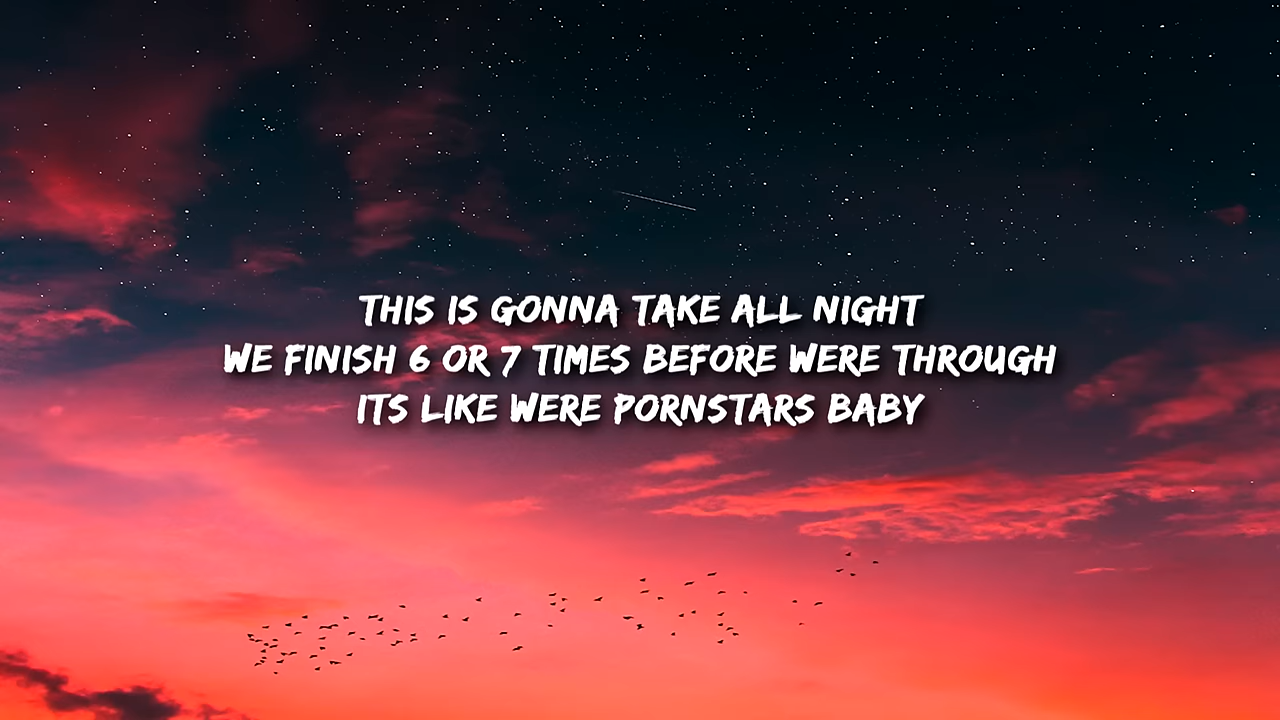 THIS IS GONNA TAKE ALL NIGHT
WE FINISH 6 OR 7 TIMES BEFORE WERE THROUGH
ITS LIKE WERE PORNSTARS BABY